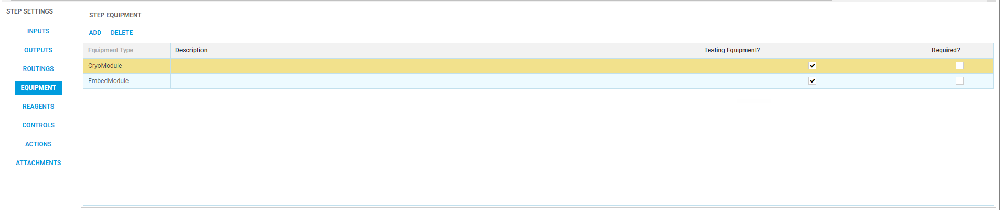 STEP SETTINGS
INPUTS
OUTPUTS
ROUTINGS
EQUIPMENT
REAGENTS
CONTROLS
ACTIONS
ATTACHMENTS
STEP EQUIPMENT
ADD DELETE
Equipment Type Description Testing Equipment? Required?
CryoModule
EmbedModule